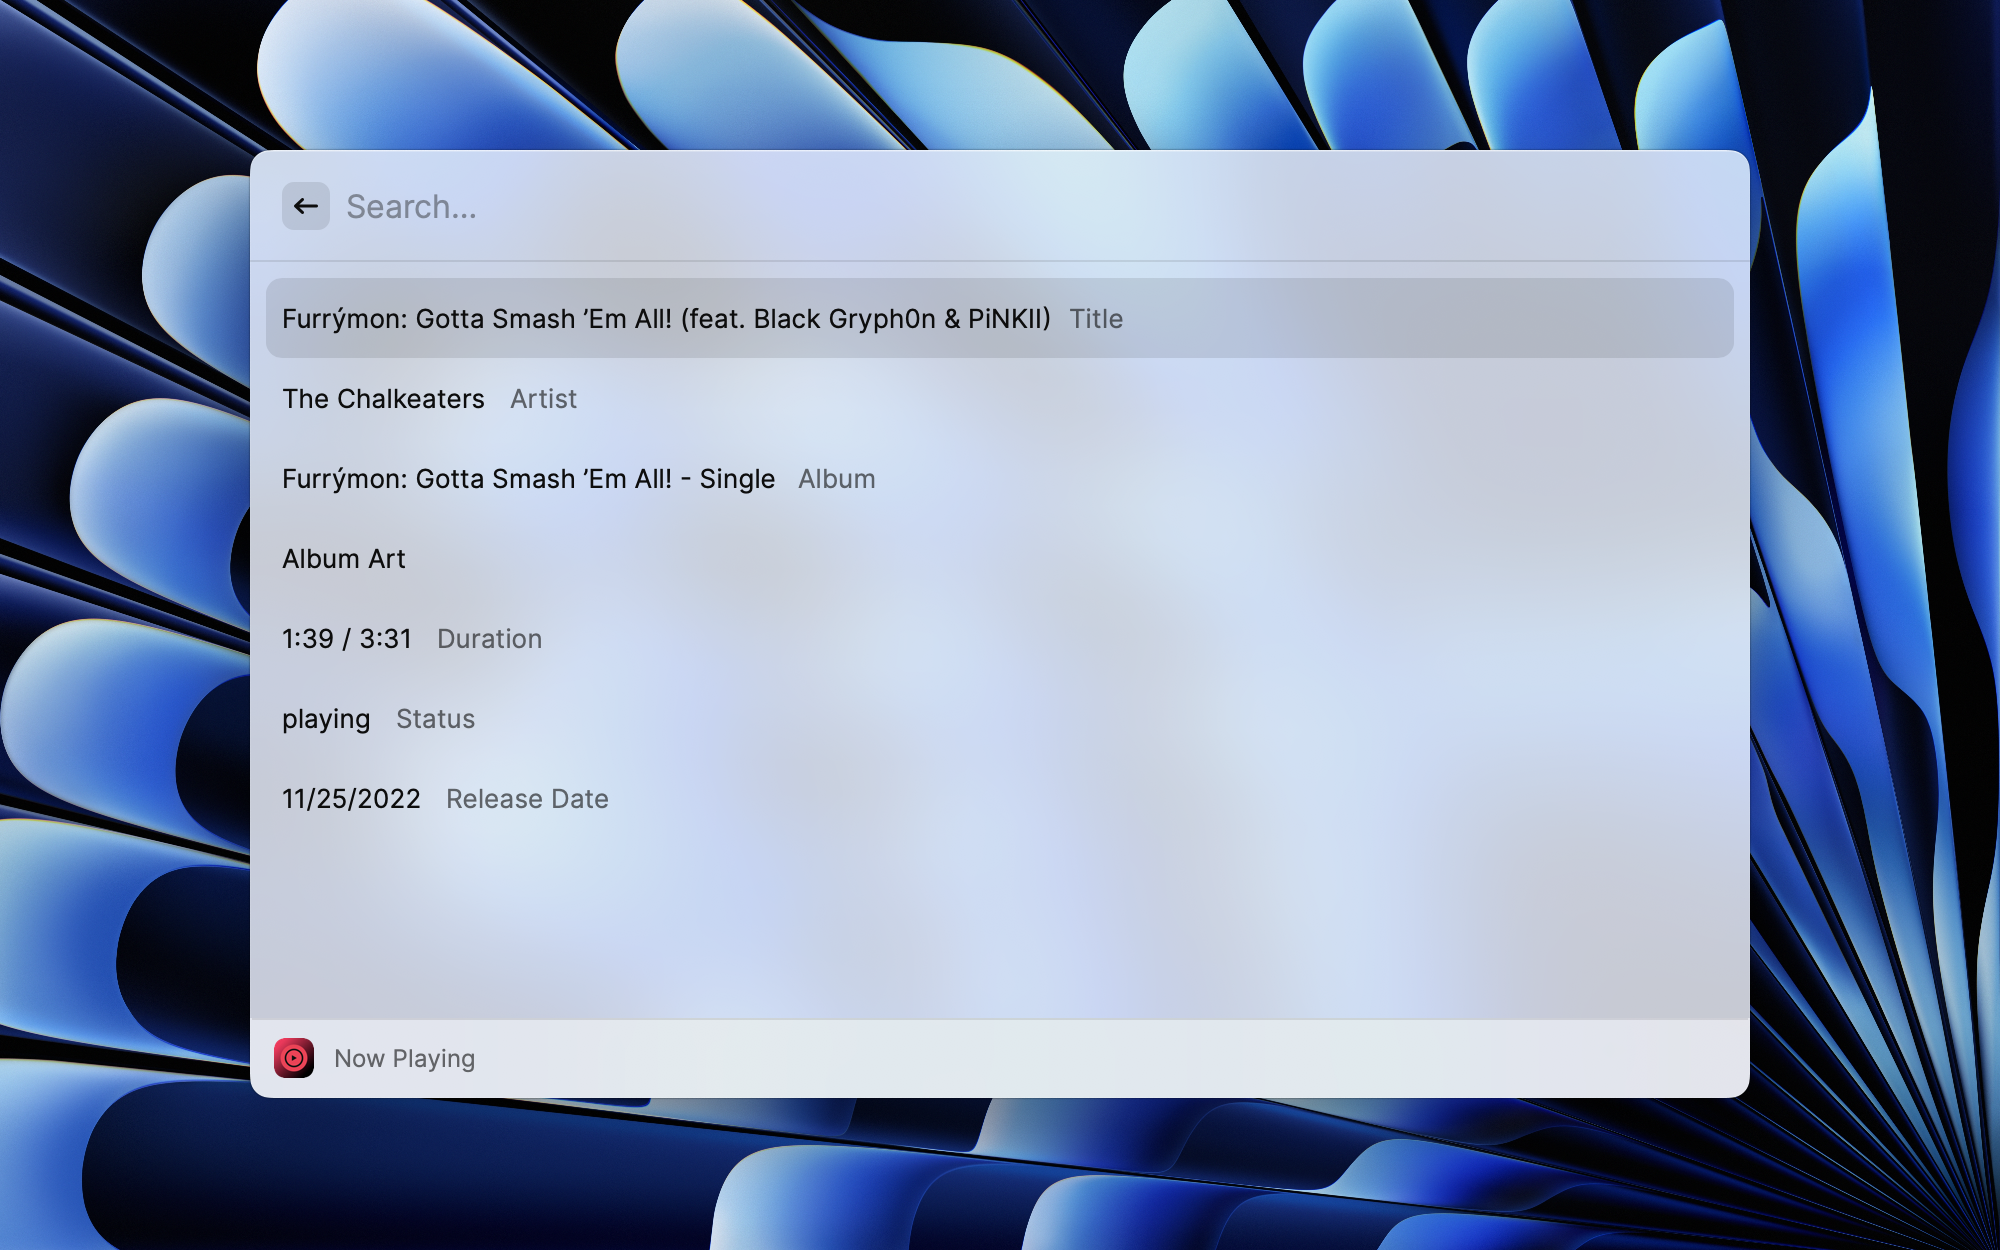 Search...
Furrýmon: Gotta Smash ’Em All! (feat. Black Gryph0n & PiNKII) Title
The Chalkeaters Artist
Furrýmon: Gotta Smash ’Em All! - Single Album
Album Art
1:39 / 3:31 Duration
playing Status
11/25/2022 Release Date
Now Playing